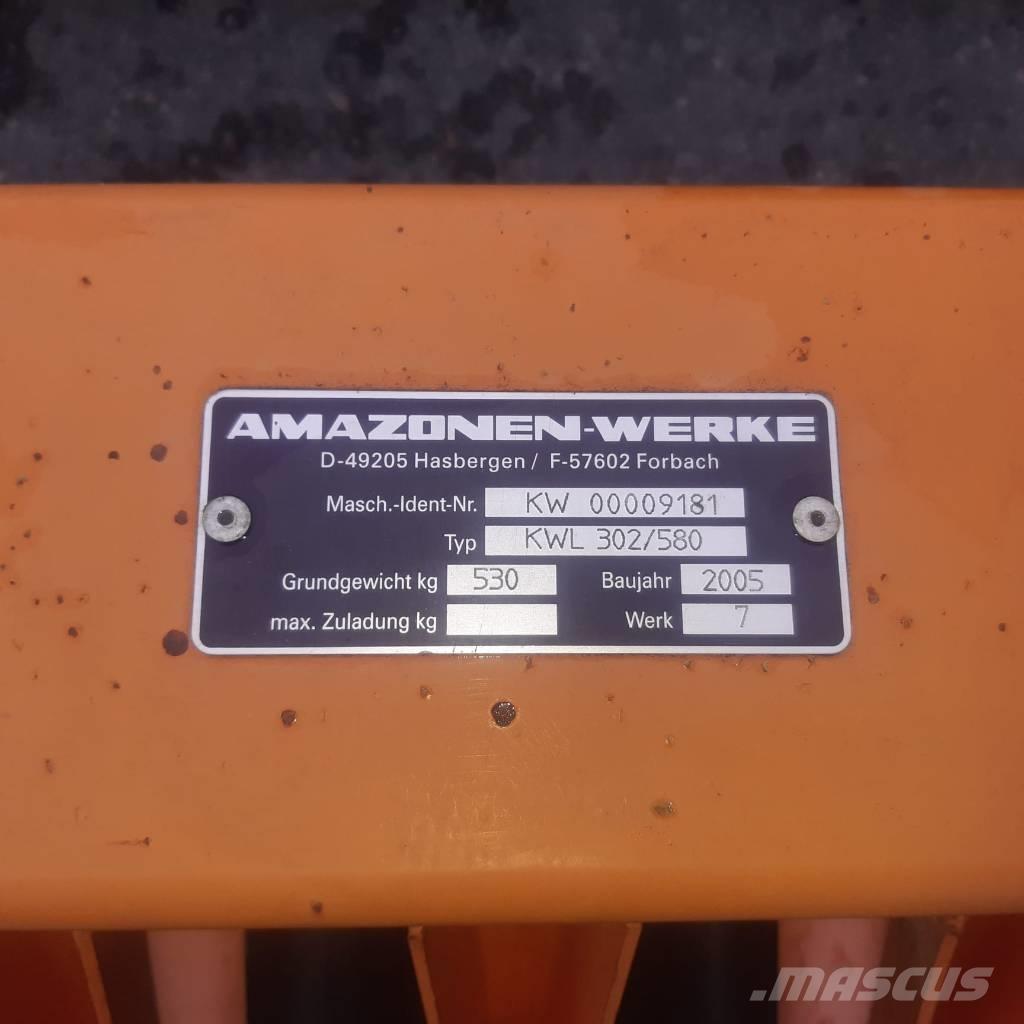 AMAZONEN-WERKE
D-49205 Hasbergen / F-57602 Forbach
Masch.-Ident-Nr. KW 00009181
Typ KWL 302/580
Grundgewicht kg 530 Baujahr 2005
max. Zuladung kg Werk 7
.MASCUS